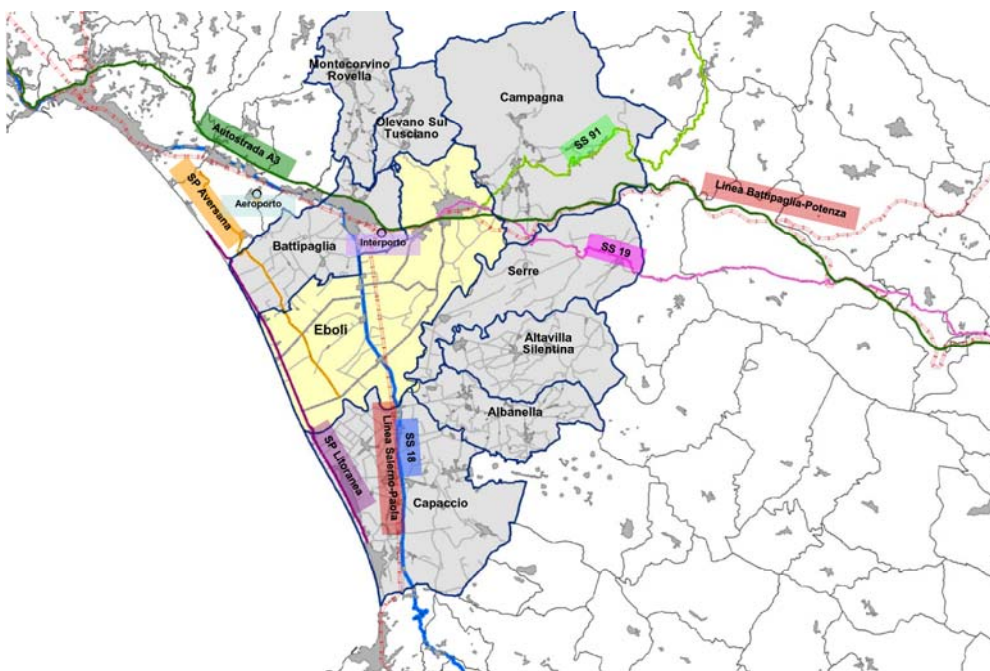 Montecorvino
Rovella
Olevano Sul
Tusciano
Campagna
Autostrada A3
SS 91
SP Aversana
Aeroporto
Linea Battipaglia-Potenza
Battipaglia
Interporto
SS 19
Serre
Eboli
Altavilla
Silentina
Albanella
SP Litoranea
Linea Salerno-Paola
SS 18
Capaccio